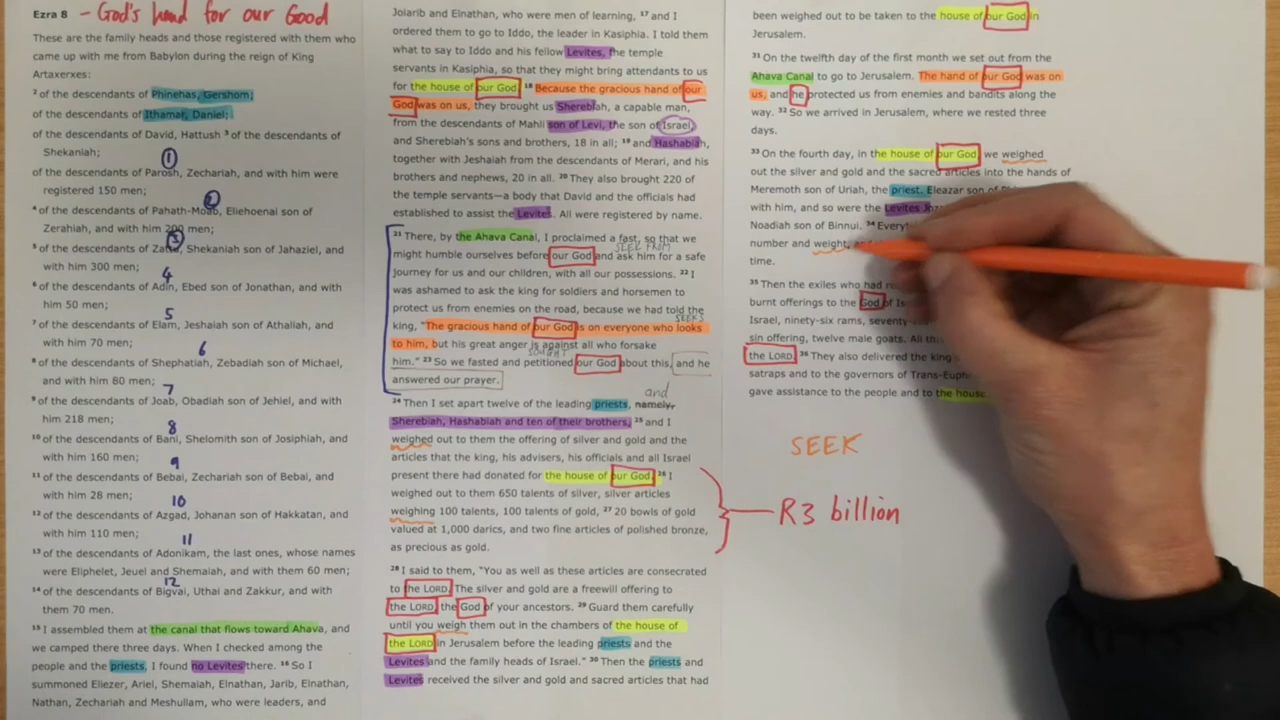 Ezra 8 - God's hand for our Good
These are the family heads and those registered with them who
came up with me from Babylon during the reign of King
Artaxerxes:
2 of the descendants of Phinehas, Gershom;
of the descendants of Ithamar, Daniel;
of the descendants of David, Hattush 3 of the descendants of
Shekaniah;
1
of the descendants of Parosh, Zechariah, and with him were
registered 150 men;
2
4 of the descendants of Pahath-Moab, Eliehoenai son of
Zerahiah, and with him 200 men;
3
5 of the descendants of Zattu, Shekaniah son of Jahaziel, and
with him 300 men;
4
6 of the descendants of Adin, Ebed son of Jonathan, and with
him 50 men;
5
7 of the descendants of Elam, Jeshaiah son of Athaliah, and
with him 70 men;
6
8 of the descendants of Shephatiah, Zebadiah son of Michael,
and with him 80 men;
7
9 of the descendants of Joab, Obadiah son of Jehiel, and with
him 218 men;
8
10 of the descendants of Bani, Shelomith son of Josiphiah, and
with him 160 men;
9
11 of the descendants of Bebai, Zechariah son of Bebai, and
with him 28 men;
10
12 of the descendants of Azgad, Johanan son of Hakkatan, and
with him 110 men;
11
13 of the descendants of Adonikam, the last ones, whose names
were Eliphelet, Jeuel and Shemaiah, and with them 60 men;
12
14 of the descendants of Bigvai, Uthai and Zakkur, and with
them 70 men.
15 I assembled them at the canal that flows toward Ahava, and
we camped there three days. When I checked among the
people and the priests, I found no Levites there. 16 So I
summoned Eliezer, Ariel, Shemaiah, Elnathan, Jarib, Elnathan,
Nathan, Zechariah and Meshullam, who were leaders, and
Joiarib and Elnathan, who were men of learning, 17 and I
ordered them to go to Iddo, the leader in Kasiphia. I told them
what to say to Iddo and his fellow Levites, the temple
servants in Kasiphia, so that they might bring attendants to us
for the house of our God. 18 Because the gracious hand of our
God was on us, they brought us Sherebiah, a capable man,
from the descendants of Mahli son of Levi, the son of Israel,
and Sherebiah's sons and brothers, 18 in all; 19 and Hashabiah,
together with Jeshaiah from the descendants of Merari, and his
brothers and nephews, 20 in all. 20 They also brought 220 of
the temple servants—a body that David and the officials had
established to assist the Levites. All were registered by name.
21 There, by the Ahava Canal, I proclaimed a fast, so that we
SEEK FROM
might humble ourselves before our God and ask him for a safe
journey for us and our children, with all our possessions. 22 I
was ashamed to ask the king for soldiers and horsemen to
protect us from enemies on the road, because we had told the
SEEKS
king, "The gracious hand of our God is on everyone who looks
to him, but his great anger is against all who forsake
SOUGHT
him." 23 So we fasted and petitioned our God about this, and he
answered our prayer.
and
24 Then I set apart twelve of the leading priests, namely,
Sherebiah, Hashabiah and ten of their brothers, 25 and I
weighed out to them the offering of silver and gold and the
articles that the king, his advisers, his officials and all Israel
present there had donated for the house of our God. 26 I
weighed out to them 650 talents of silver, silver articles
weighing 100 talents, 100 talents of gold, 27 20 bowls of gold
valued at 1,000 darics, and two fine articles of polished bronze,
as precious as gold.
28 I said to them, "You as well as these articles are consecrated
to the LORD. The silver and gold are a freewill offering to
the LORD, the God of your ancestors. 29 Guard them carefully
until you weigh them out in the chambers of the house of
the LORD in Jerusalem before the leading priests and the
Levites and the family heads of Israel." 30 Then the priests and
Levites received the silver and gold and sacred articles that had
been weighed out to be taken to the house of our God in
Jerusalem.
31 On the twelfth day of the first month we set out from the
Ahava Canal to go to Jerusalem. The hand of our God was on
us, and he protected us from enemies and bandits along the
way. 32 So we arrived in Jerusalem, where we rested three
days.
33 On the fourth day, in the house of our God, we weighed
out the silver and gold and the sacred articles into the hands of
Meremoth son of Uriah, the priest. Eleazar son of
with him, and so were the Levites
Noadiah son of Binnui. 34
number and weight,
time.
35 Then the exiles who had
burnt offerings to the God of
Israel, ninety-six rams,
sin offering, twelve male goats.
the LORD. 36 They also delivered the
satraps and to the governors of
gave assistance to the people and to the house
SEEK
R3 billion